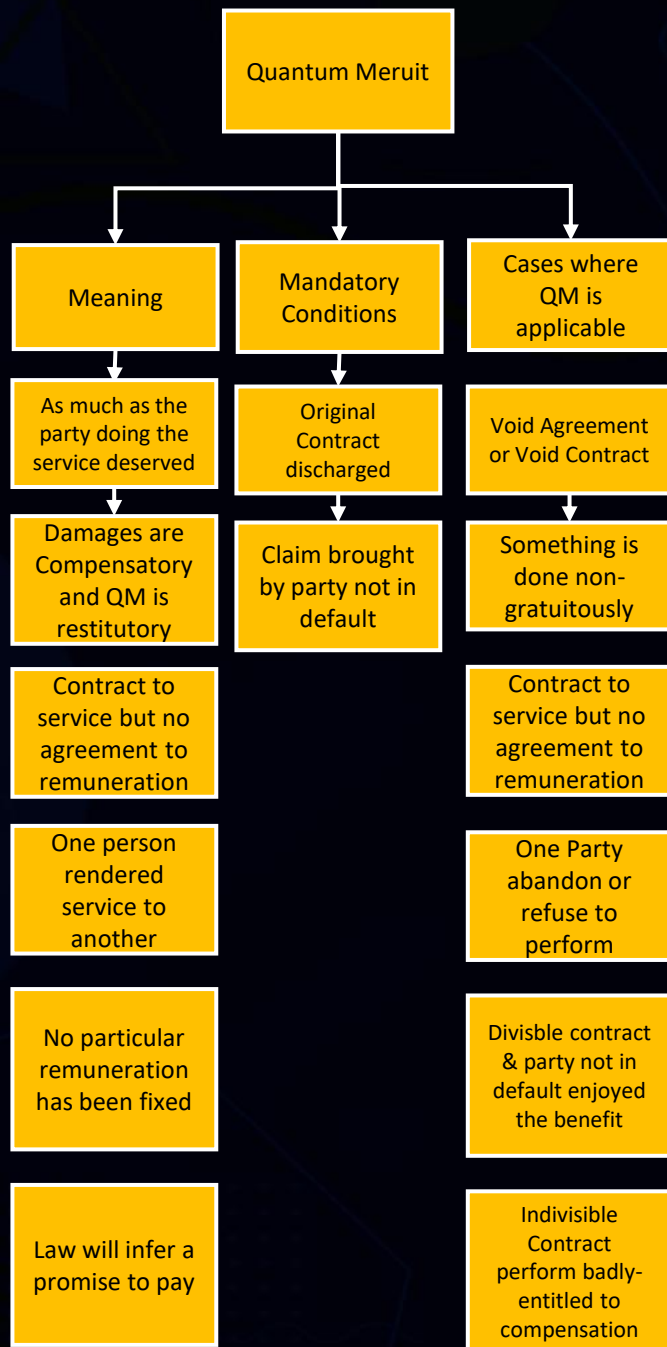 Quantum Meruit
Meaning
As much as the
party doing the
service deserved
Damages are
Compensatory
and QM is
restitutory
Contract to
service but no
agreement to
remuneration
One person
rendered
service to
another
No particular
remuneration
has been fixed
Law will infer a
promise to pay
Mandatory
Conditions
Original
Contract
discharged
Claim brought
by party not in
default
Cases where
QM is
applicable
Void Agreement
or Void Contract
Something is
done non-
gratuitously
Contract to
service but no
agreement to
remuneration
One Party
abandon or
refuse to
perform
Divisble contract
& party not in
default enjoyed
the benefit
Indivisible
Contract
perform badly-
entitled to
compensation